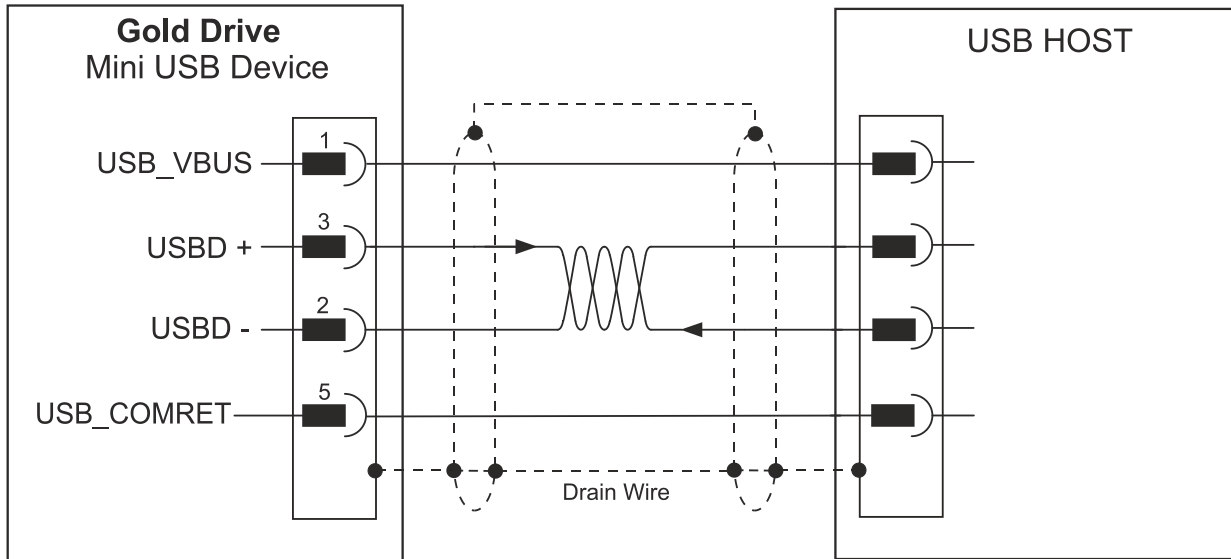 Gold Drive
Mini USB Device
USB HOST
USB_VBUS
1
USBD +
3
USBD -
2
USB_COMRET
5
Drain Wire